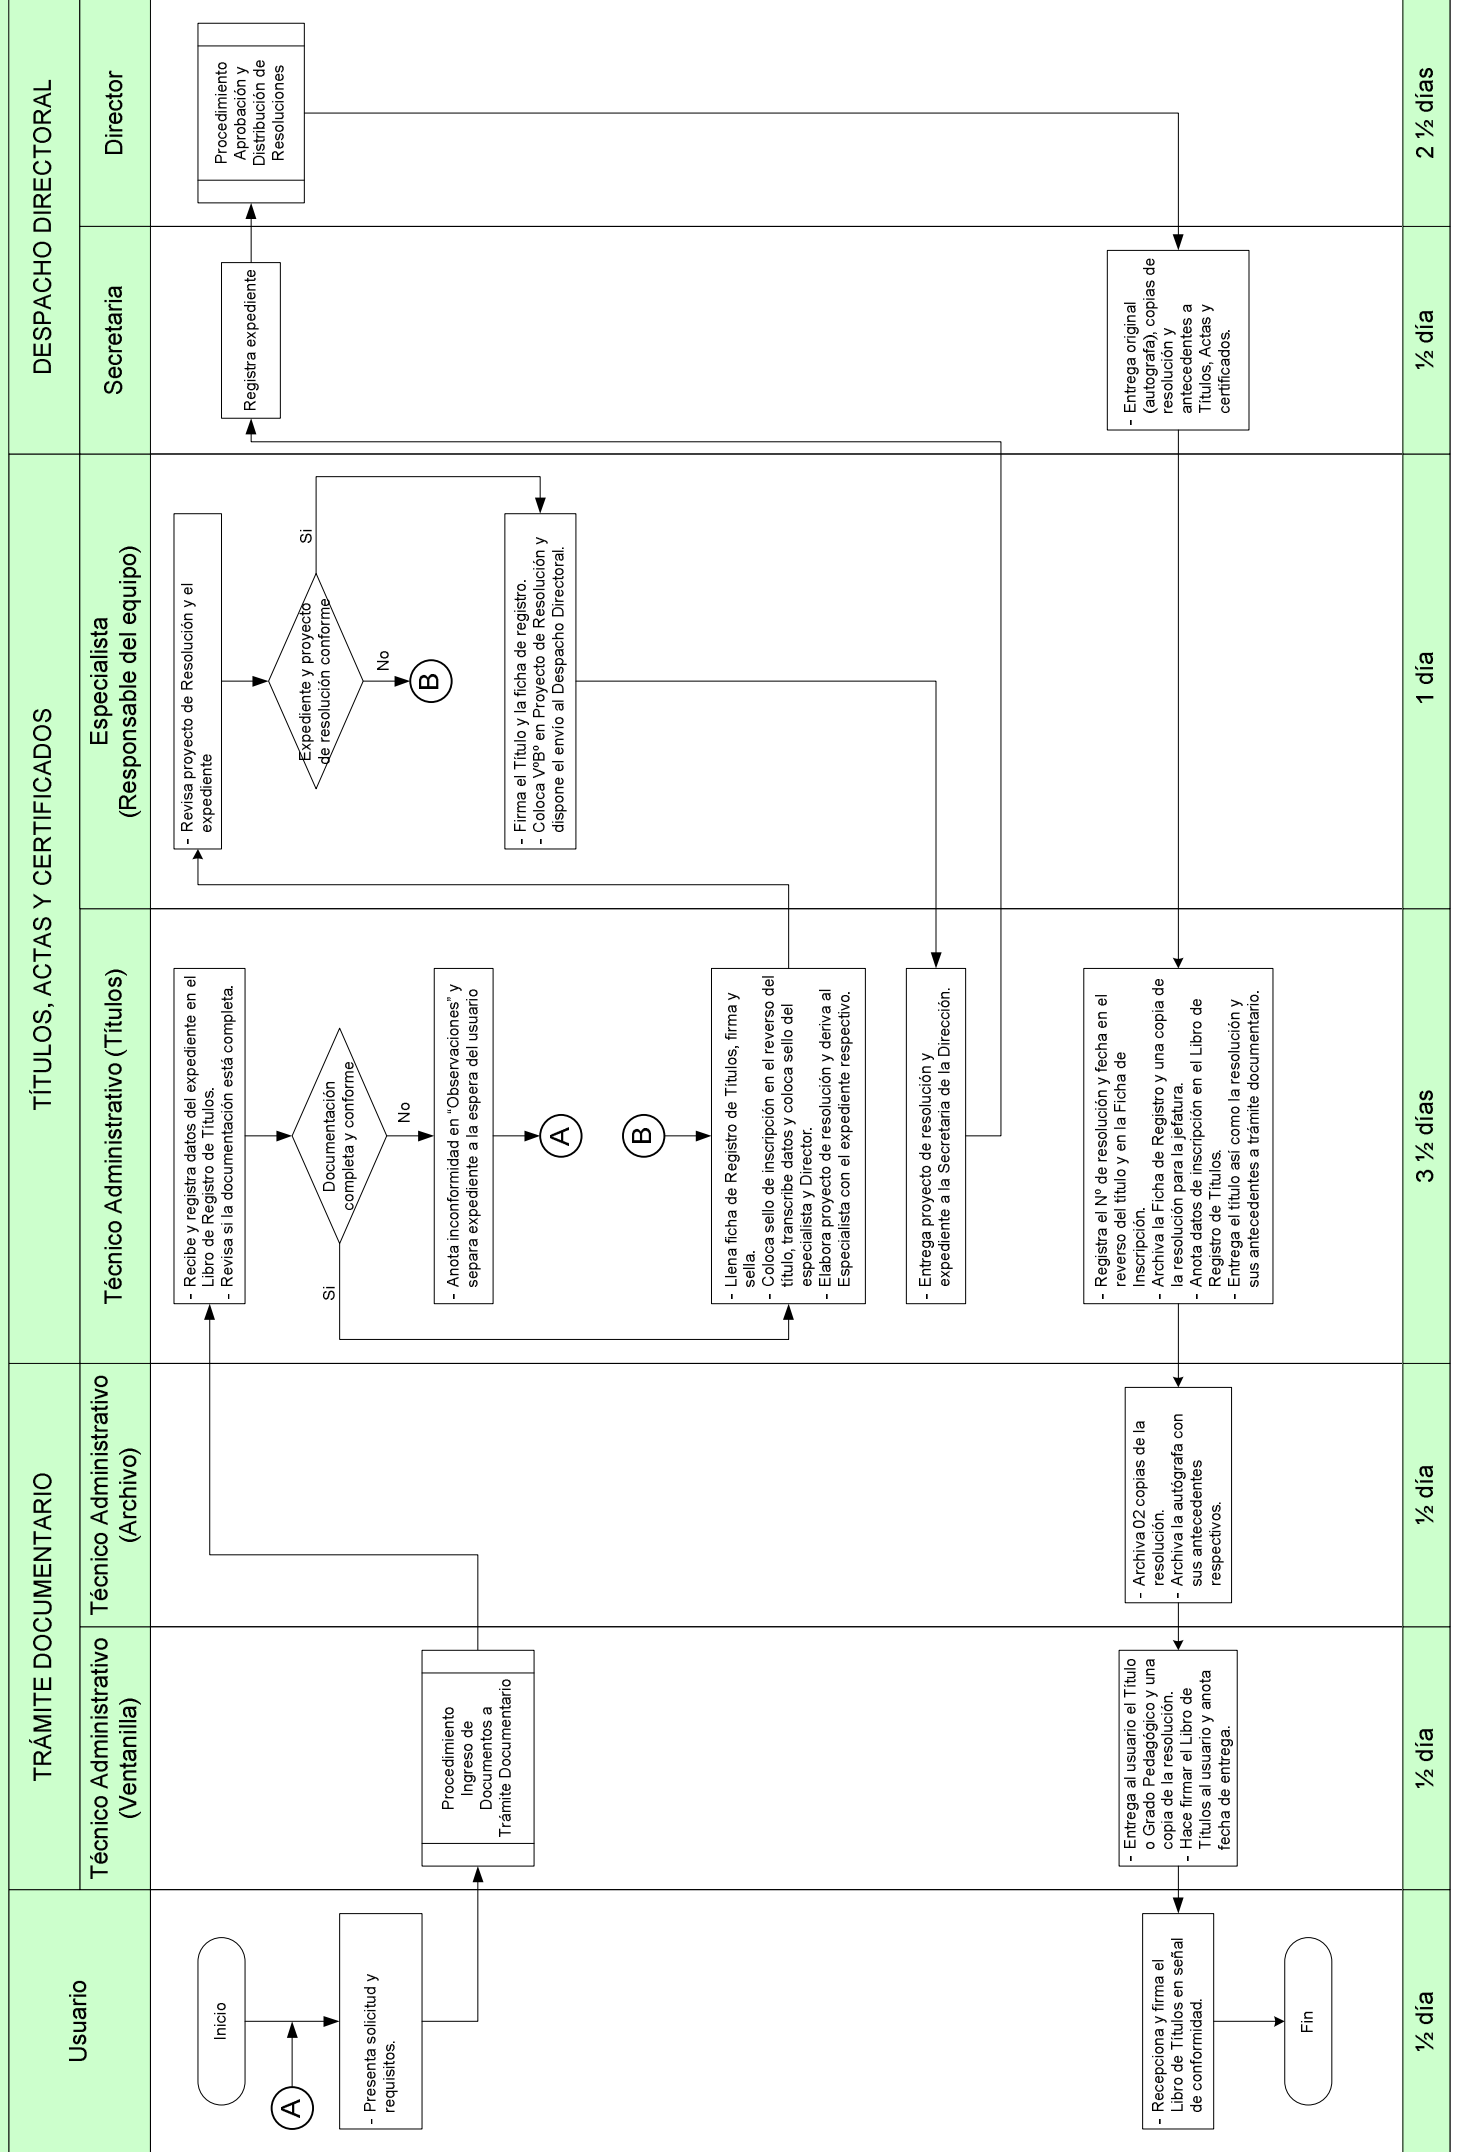 Usuario
TRÁMITE DOCUMENTARIO
TÍTULOS, ACTAS Y CERTIFICADOS
DESPACHO DIRECTORAL
Técnico Administrativo
(Ventanilla)
Técnico Administrativo
(Archivo)
Técnico Administrativo (Títulos)
Especialista
(Responsable del equipo)
Secretaria
Director
Inicio
A
- Presenta solicitud y
requisitos.
Procedimiento
Ingreso de
Documentos a
Trámite Documentario
- Recibe y registra datos del expediente en el
Libro de Registro de Títulos.
- Revisa si la documentación está completa.
Documentación
completa y conforme
Si
No
- Anota inconformidad en “Observaciones” y
separa expediente a la espera del usuario
A
B
- Llena ficha de Registro de Títulos, firma y
sella.
- Coloca sello de inscripción en el reverso del
título, transcribe datos y coloca sello del
especialista y Director.
- Elabora proyecto de resolución y deriva al
Especialista con el expediente respectivo.
- Revisa proyecto de Resolución y el
expediente
Expediente y proyecto
de resolución conforme
Si
No
B
- Firma el Título y la ficha de registro.
- Coloca VºBº en Proyecto de Resolución y
dispone el envío al Despacho Directoral.
- Entrega proyecto de resolución y
expediente a la Secretaria de la Dirección.
Registra expediente
Procedimiento
Aprobación y
Distribución de
Resoluciones
- Entrega original
(autografa), copias de
resolución y
antecedentes a
Títulos, Actas y
certificados.
- Registra el Nº de resolución y fecha en el
reverso del título y en la Ficha de
Inscripción.
- Archiva la Ficha de Registro y una copia de
la resolución para la jefatura.
- Anota datos de inscripción en el Libro de
Registro de Títulos.
- Entrega el título así como la resolución y
sus antecedentes a trámite documentario.
- Archiva 02 copias de la
resolución.
- Archiva la autógrafa con
sus antecedentes
respectivos.
- Entrega al usuario el Título
o Grado Pedagógico y una
copia de la resolución.
- Hace firmar el Libro de
Títulos al usuario y anota
fecha de entrega.
- Recepciona y firma el
Libro de Títulos en señal
de conformidad.
Fin
½ día
½ día
½ día
3 ½ días
1 día
½ día
2 ½ días